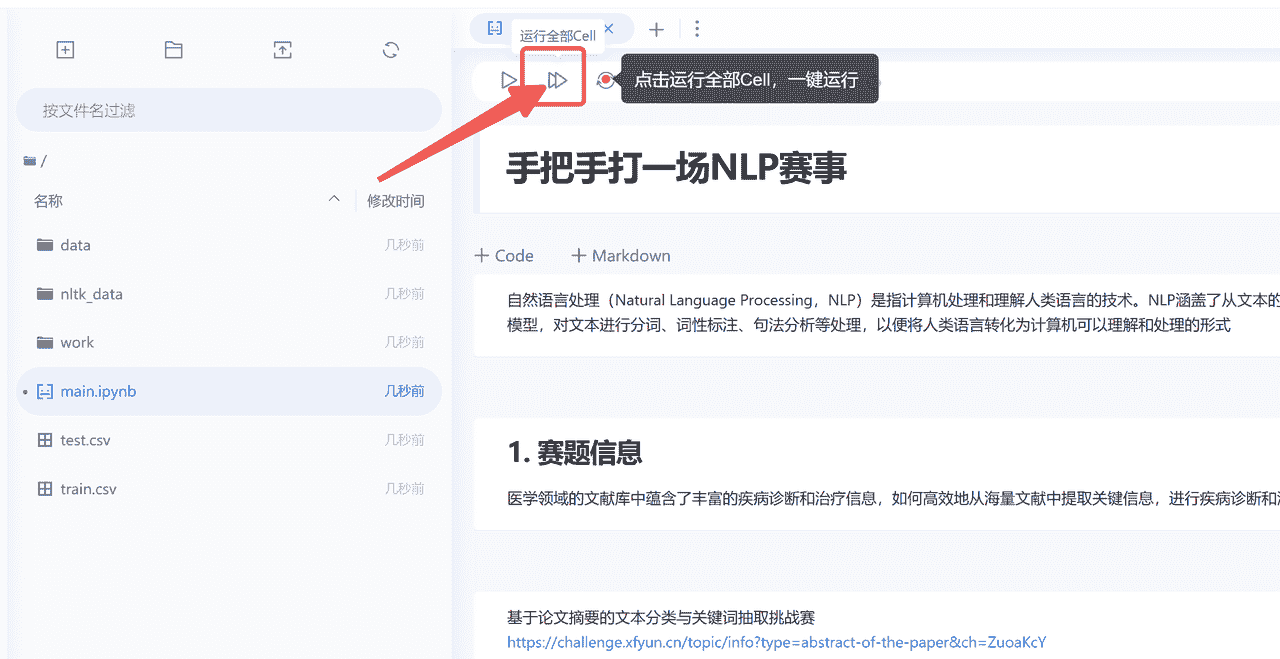 运行全部Cell
点击运行全部Cell，一键运行
按文件名过滤
/
名称
修改时间
data
几秒前
nltk_data
几秒前
work
几秒前
main.ipynb
几秒前
test.csv
几秒前
train.csv
几秒前
手把手打一场NLP赛事
+ Code
+ Markdown
自然语言处理（Natural Language Processing，NLP）是指计算机处理和理解人类语言的技术。NLP涵盖了从文本的
模型，对文本进行分词、词性标注、句法分析等处理，以便将人类语言转化为计算机可以理解和处理的形式
1. 赛题信息
医学领域的文献库中蕴含了丰富的疾病诊断和治疗信息，如何高效地从海量文献中提取关键信息，进行疾病诊断和
基于论文摘要的文本分类与关键词抽取挑战赛
https://challenge.xfyun.cn/topic/info?type=abstract-of-the-paper&ch=ZuoaKcY